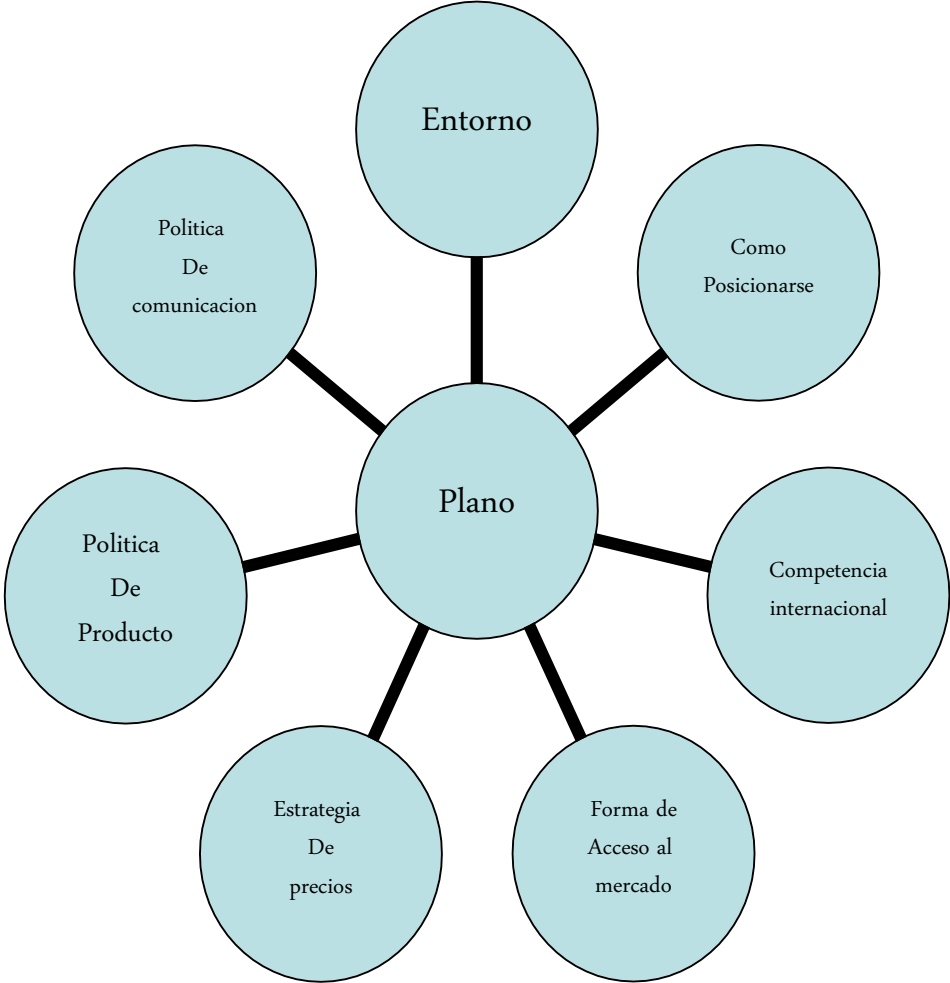 Entorno
Como
Posicionarse
Competencia
internacional
Forma de
Acceso al
mercado
Estrategia
De
precios
Politica
De
Producto
Politica
De
comunicacion
Plano